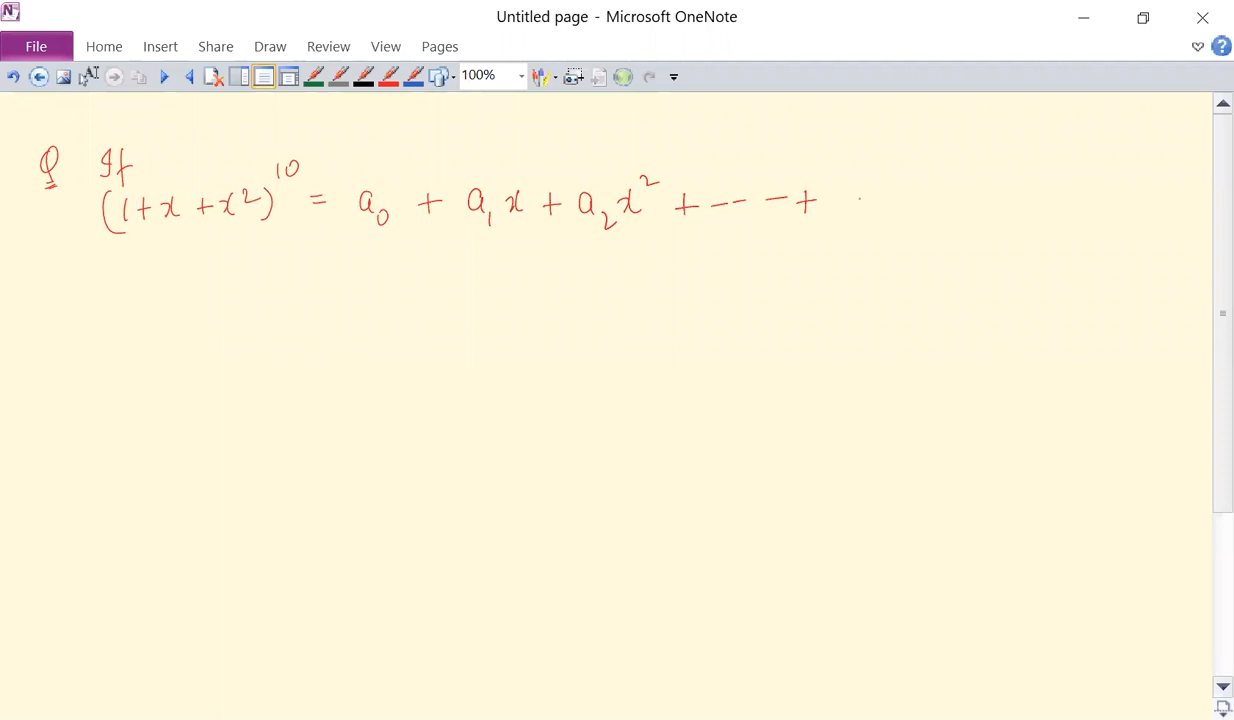 Untitled page - Microsoft OneNote
File Home Insert Share Draw Review View Pages
100%
Q If
(1+x+x²)¹⁰ = a₀ + a₁x + a₂x² + -- - +